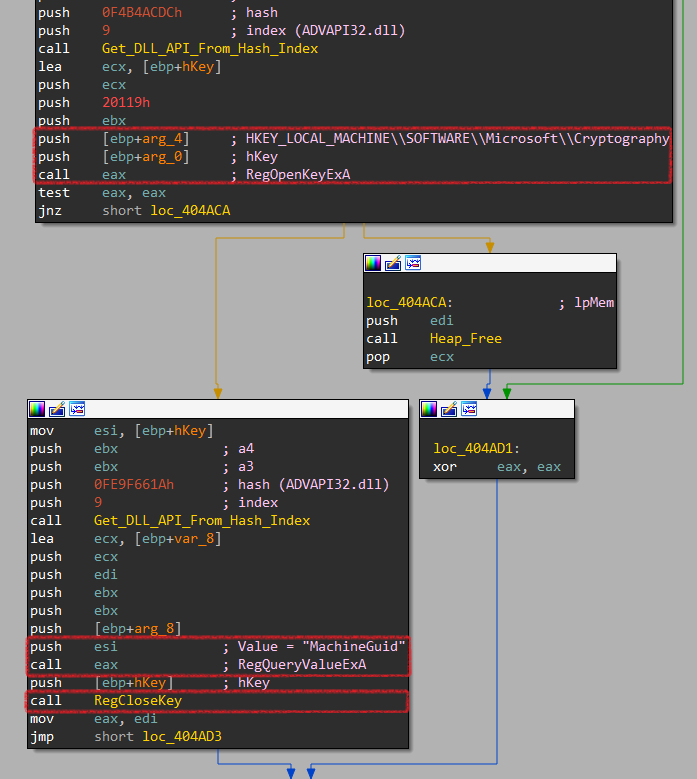 push 0F4B4ACDCh ; hash
push 9 ; index (ADVAPI32.dll)
call Get_DLL_API_From_Hash_Index
lea ecx, [ebp+hKey]
push ecx
push 20119h
push ebx
push [ebp+arg_4] ; HKEY_LOCAL_MACHINE\\SOFTWARE\\Microsoft\\Cryptography
push [ebp+arg_0] ; hKey
call eax ; RegOpenKeyExA
test eax, eax
jnz short loc_404ACA
loc_404ACA: ; lpMem
push edi
call Heap_Free
pop ecx
mov esi, [ebp+hKey]
push ebx ; a4
push ebx ; a3
push 0FE9F661Ah ; hash (ADVAPI32.dll)
push 9 ; index
call Get_DLL_API_From_Hash_Index
lea ecx, [ebp+var_8]
push ecx
push edi
push ebx
push ebx
push [ebp+arg_8]
push esi ; Value = "MachineGuid"
call eax ; RegQueryValueExA
push [ebp+hKey] ; hKey
call RegCloseKey
mov eax, edi
jmp short loc_404AD3
loc_404AD1:
xor eax, eax